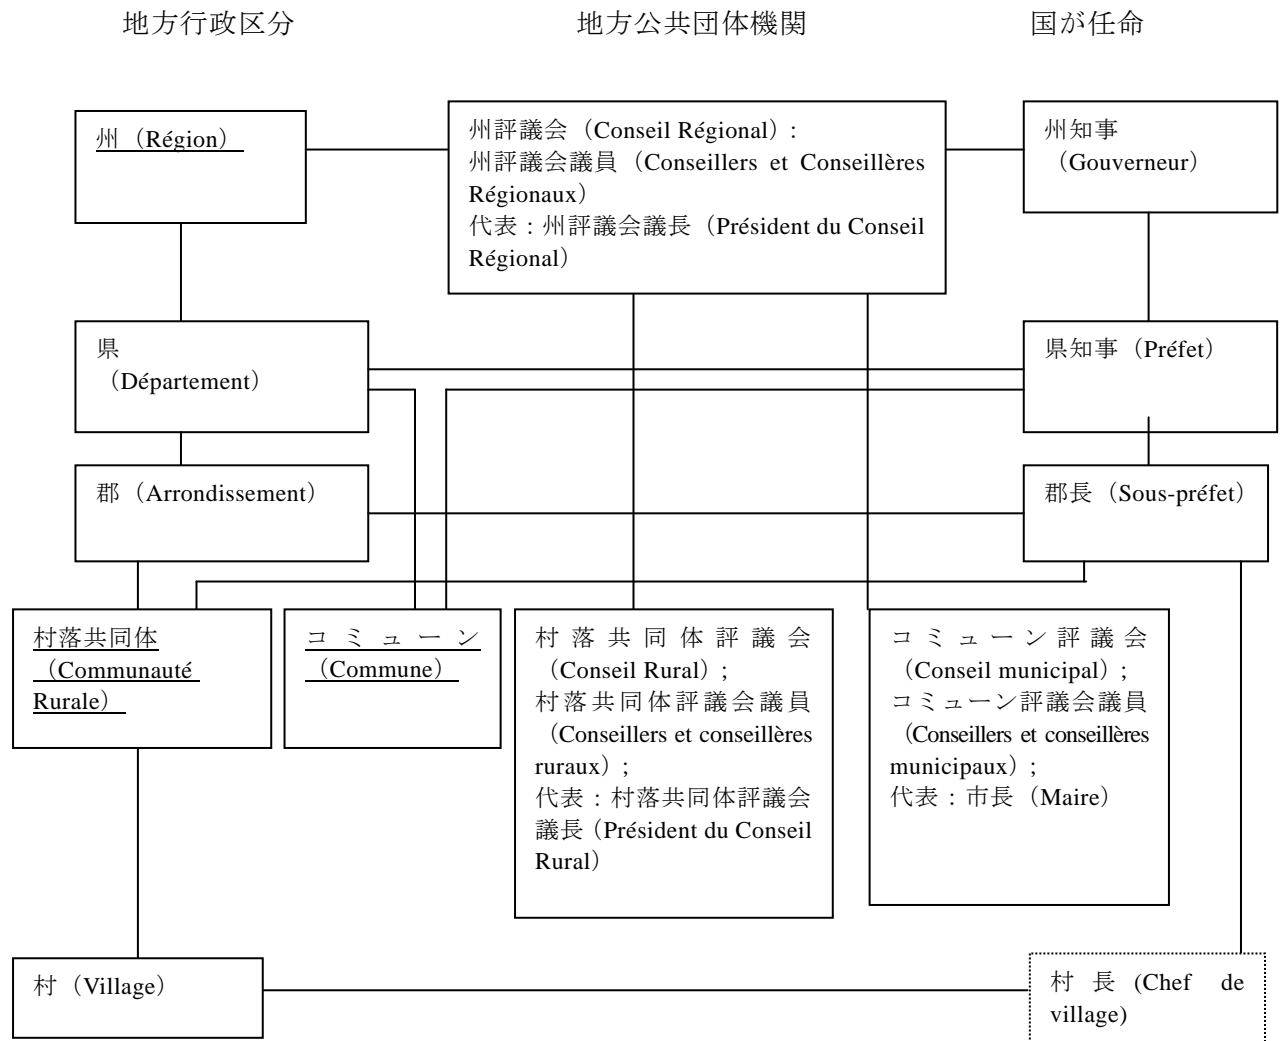 地方行政区分
地方公共団体機関
国が任命
州（Région）
州評議会（Conseil Régional）:
州評議会議員（Conseillers et Conseillères
Régionaux）
代表：州評議会議長（Président du Conseil
Régional）
州知事
（Gouverneur）
県
（Département）
県知事（Préfet）
郡（Arrondissement）
郡長（Sous-préfet）
村落共同体
（Communauté
Rurale）
コミューン
（Commune）
村落共同体評議会
（Conseil Rural）;
村落共同体評議会議員
（Conseillers et conseillères
ruraux）;
代表：村落共同体評議会
議長（Président du Conseil
Rural）
コミューン評議会
（Conseil municipal）;
コミューン評議会議員
（Conseillers et conseillères
municipaux）;
代表：市長（Maire）
村（Village）
村長 (Chef de
village)